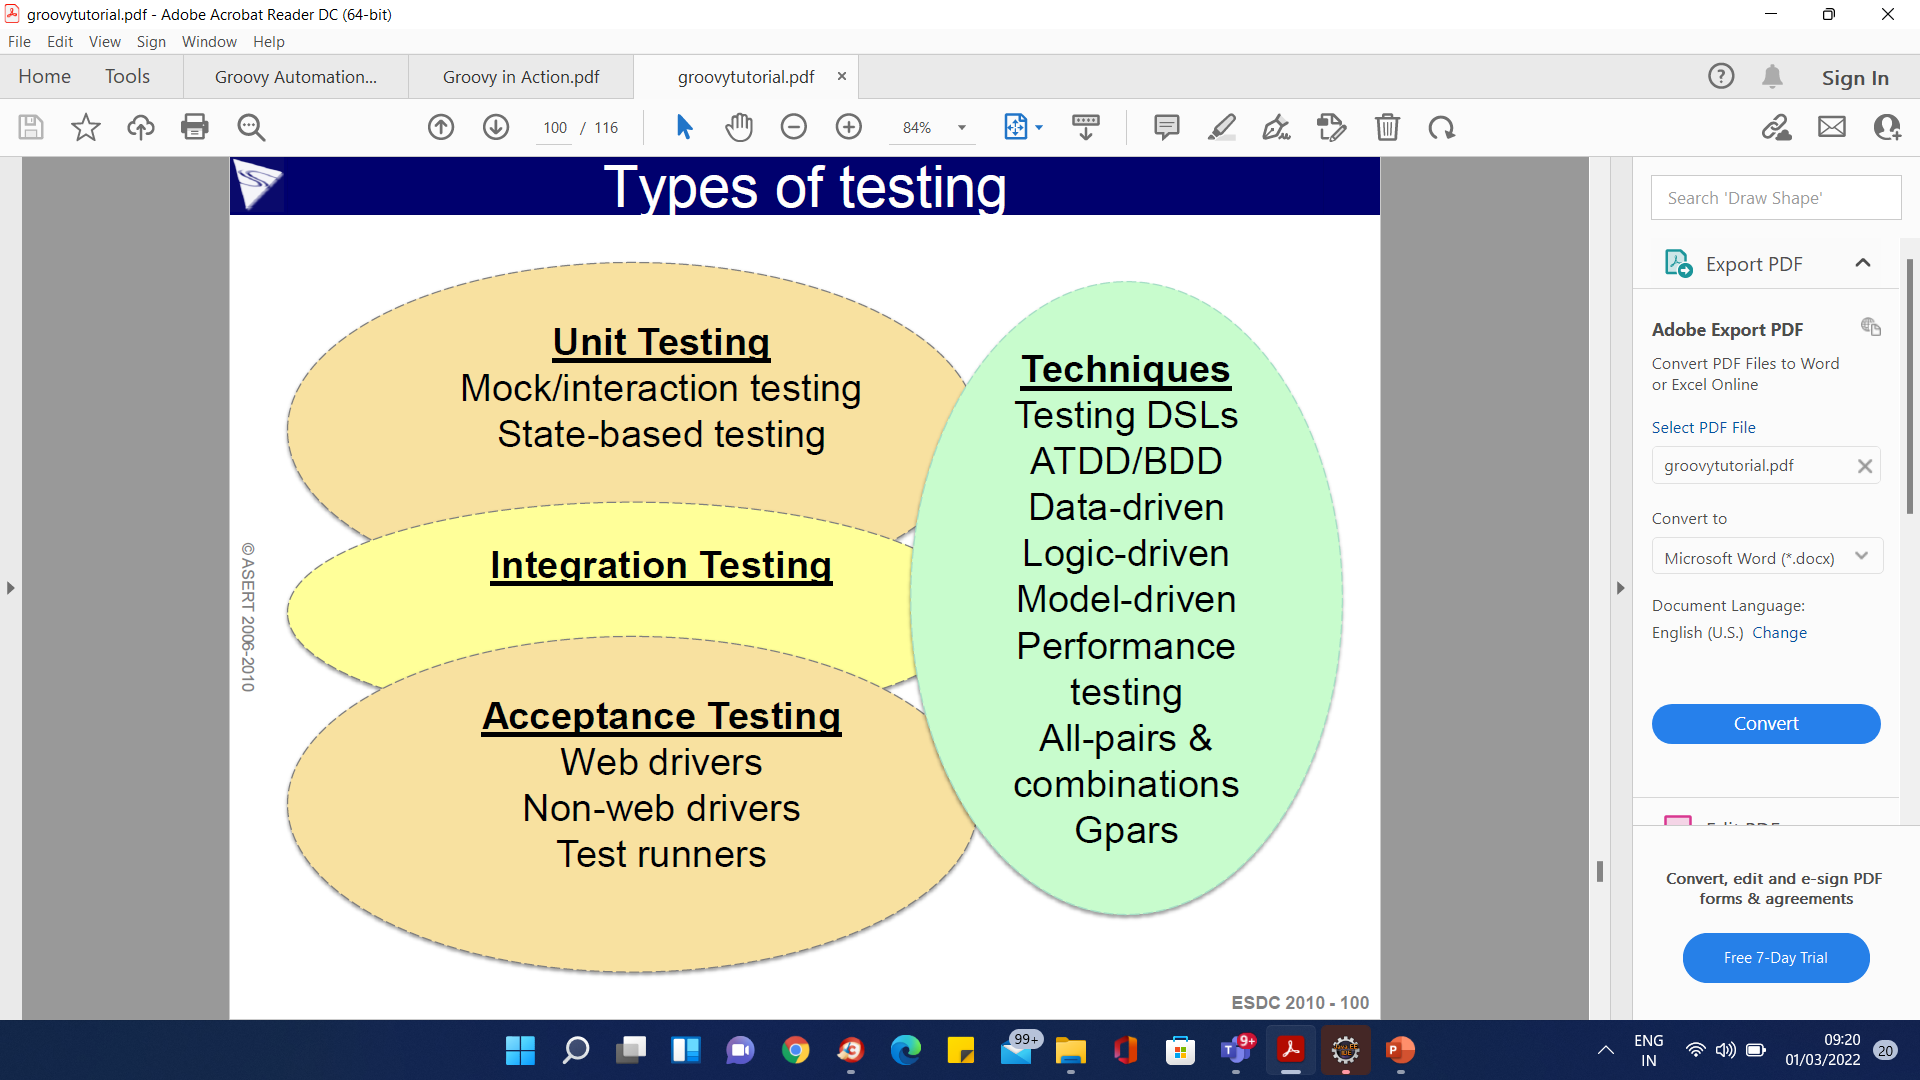 groovytutorial.pdf - Adobe Acrobat Reader DC (64-bit)
File Edit View Sign Window Help
Home Tools Groovy Automation... Groovy in Action.pdf groovytutorial.pdf Sign In
100 / 116 84%
Types of testing
Unit Testing
Mock/interaction testing
State-based testing
Integration Testing
Acceptance Testing
Web drivers
Non-web drivers
Test runners
Techniques
Testing DSLs
ATDD/BDD
Data-driven
Logic-driven
Model-driven
Performance
testing
All-pairs &
combinations
Gpars
© ASERT 2006-2010
ESDC 2010 - 100
Search 'Draw Shape'
Export PDF
Adobe Export PDF
Convert PDF Files to Word
or Excel Online
Select PDF File
groovytutorial.pdf
Convert to
Microsoft Word (*.docx)
Document Language:
English (U.S.) Change
Convert
Convert, edit and e-sign PDF
forms & agreements
Free 7-Day Trial
99+
9+
ENG
IN
09:20
01/03/2022
20